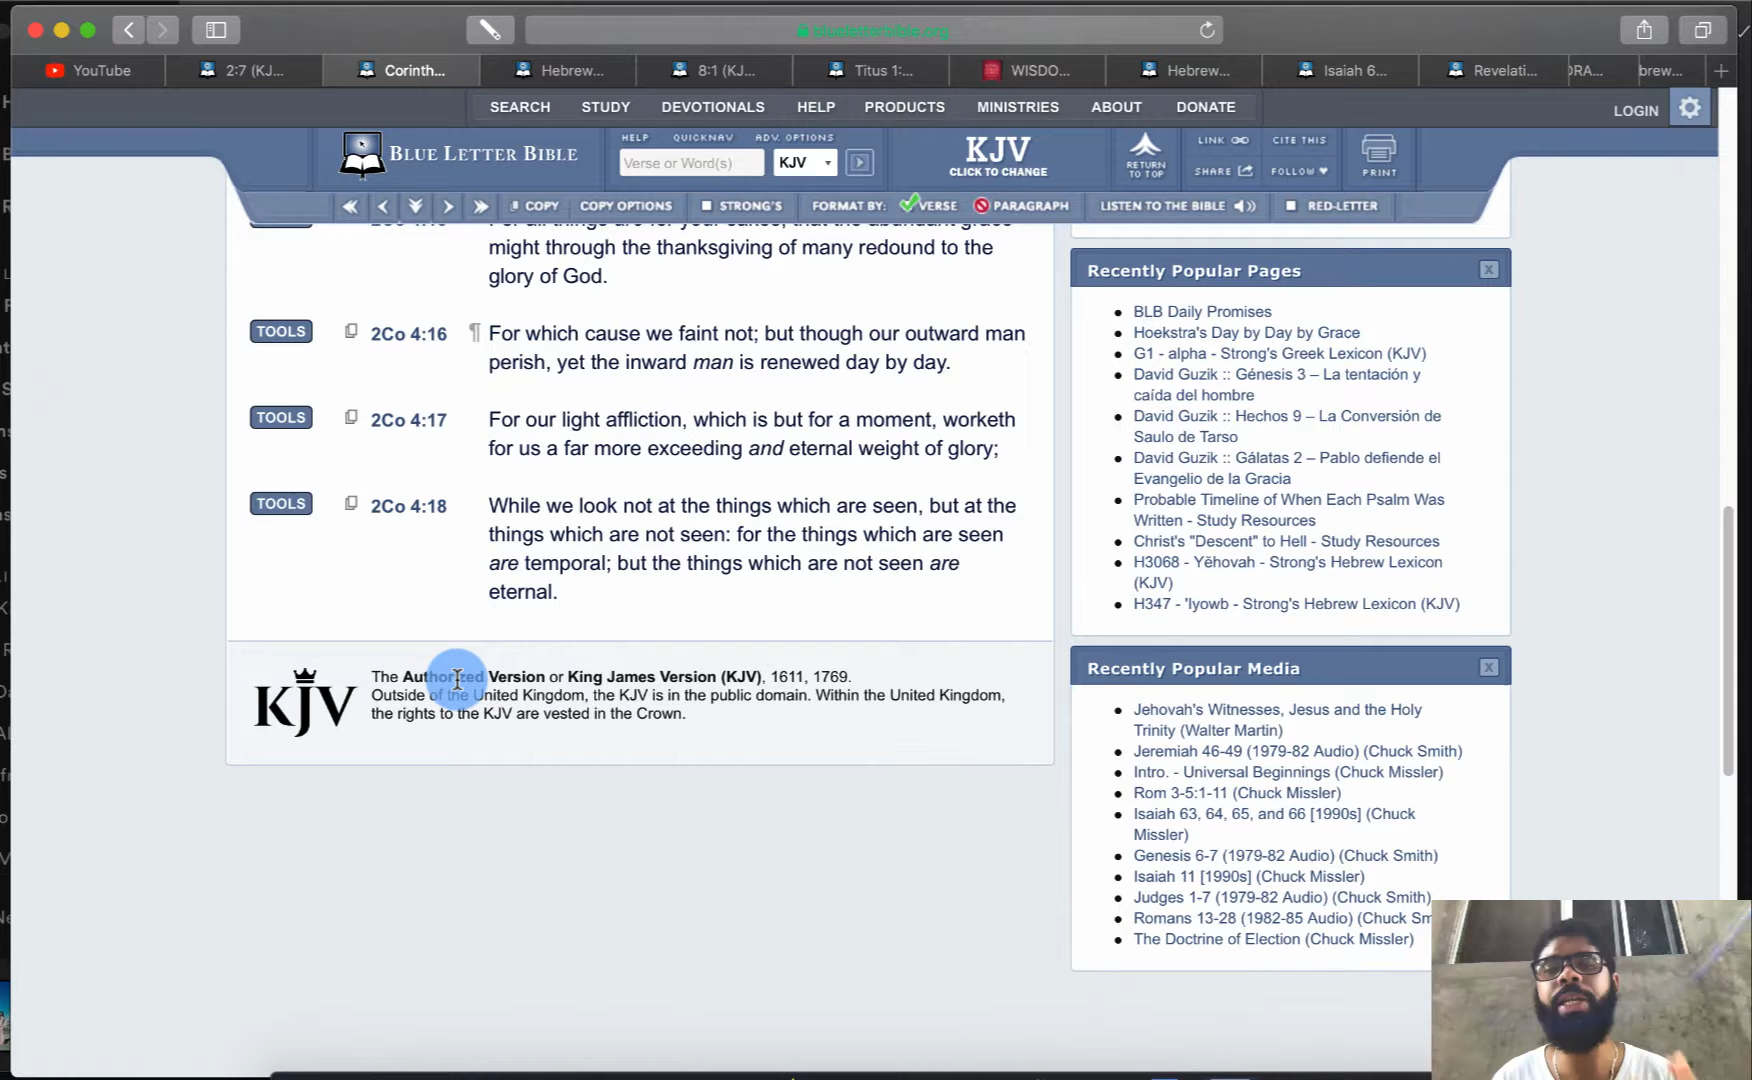 blueletterbible.org
YouTube
2:7 (KJ...
Corinth...
Hebrew...
8:1 (KJ...
Titus 1:...
WISDO...
Hebrew...
Isaiah 6...
Revelati...
DRA...
brew...
SEARCH STUDY DEVOTIONALS HELP PRODUCTS MINISTRIES ABOUT DONATE
LOGIN
BLUE LETTER BIBLE
HELP QUICKNAV ADV. OPTIONS
Verse or Word(s)
KJV
KJV
CLICK TO CHANGE
RETURN
TO TOP
LINK CITE THIS
SHARE FOLLOW
PRINT
COPY COPY OPTIONS STRONG'S FORMAT BY: VERSE PARAGRAPH LISTEN TO THE BIBLE RED-LETTER
might through the thanksgiving of many redound to the
glory of God.
TOOLS 2Co 4:16 ¶ For which cause we faint not; but though our outward man
perish, yet the inward man is renewed day by day.
TOOLS 2Co 4:17 For our light affliction, which is but for a moment, worketh
for us a far more exceeding and eternal weight of glory;
TOOLS 2Co 4:18 While we look not at the things which are seen, but at the
things which are not seen: for the things which are seen
are temporal; but the things which are not seen are
eternal.
KJV
The Authorized Version or King James Version (KJV), 1611, 1769.
Outside of the United Kingdom, the KJV is in the public domain. Within the United Kingdom,
the rights to the KJV are vested in the Crown.
Recently Popular Pages
BLB Daily Promises
Hoekstra's Day by Day by Grace
G1 - alpha - Strong's Greek Lexicon (KJV)
David Guzik :: Génesis 3 – La tentación y
caída del hombre
David Guzik :: Hechos 9 – La Conversión de
Saulo de Tarso
David Guzik :: Gálatas 2 – Pablo defiende el
Evangelio de la Gracia
Probable Timeline of When Each Psalm Was
Written - Study Resources
Christ's "Descent" to Hell - Study Resources
H3068 - Yĕhovah - Strong's Hebrew Lexicon
(KJV)
H347 - 'Iyowb - Strong's Hebrew Lexicon (KJV)
Recently Popular Media
Jehovah's Witnesses, Jesus and the Holy
Trinity (Walter Martin)
Jeremiah 46-49 (1979-82 Audio) (Chuck Smith)
Intro. - Universal Beginnings (Chuck Missler)
Rom 3-5:1-11 (Chuck Missler)
Isaiah 63, 64, 65, and 66 [1990s] (Chuck
Missler)
Genesis 6-7 (1979-82 Audio) (Chuck Smith)
Isaiah 11 [1990s] (Chuck Missler)
Judges 1-7 (1979-82 Audio) (Chuck Smith)
Romans 13-28 (1982-85 Audio) (Chuck Sm
The Doctrine of Election (Chuck Missler)